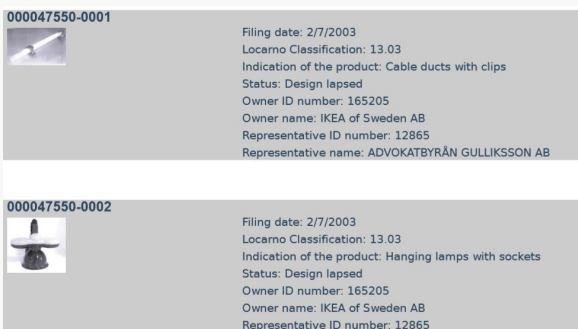 000047550-0001
Filing date: 2/7/2003
Locarno Classification: 13.03
Indication of the product: Cable ducts with clips
Status: Design lapsed
Owner ID number: 165205
Owner name: IKEA of Sweden AB
Representative ID number: 12865
Representative name: ADVOKATBYRÅN GULLIKSSON AB
000047550-0002
Filing date: 2/7/2003
Locarno Classification: 13.03
Indication of the product: Hanging lamps with sockets
Status: Design lapsed
Owner ID number: 165205
Owner name: IKEA of Sweden AB
Representative ID number: 12865